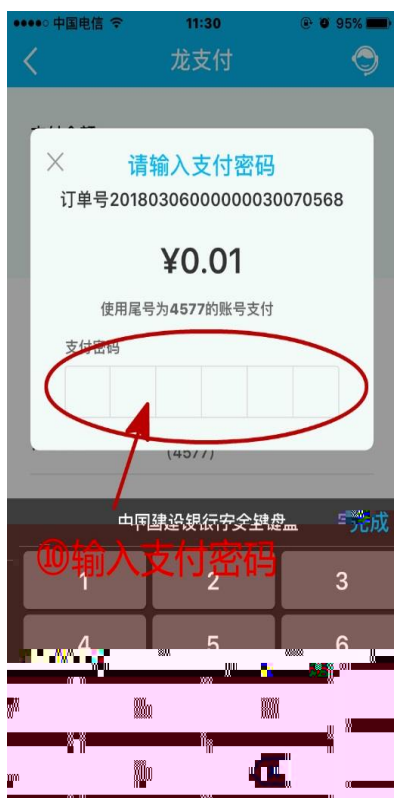 中国电信 11:30 95%
龙支付
请输入支付密码
订单号20180306000000030070568
¥0.01
使用尾号为4577的账号支付
支付密码
(4577)
中国建设银行安全键盘 完成
⑩输入支付密码
1 2 3
4 5 6